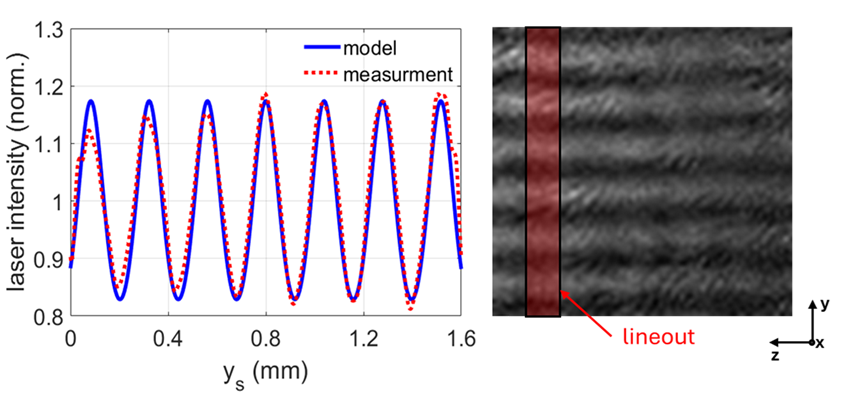 laser intensity (norm.)
1.3
1.2
1.1
1
0.9
0.8
model
measurment
0
0.4
0.8
1.2
1.6
y_s (mm)
lineout
y
z
x